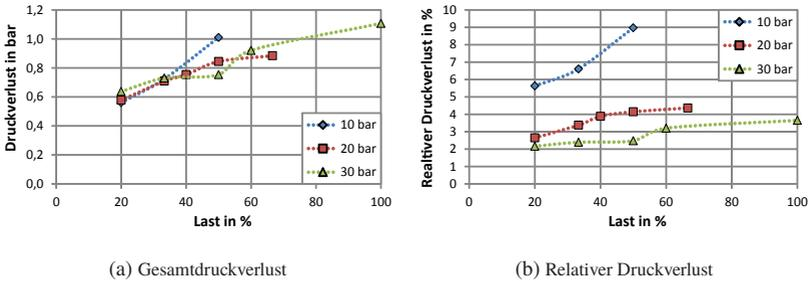 Druckverlust in bar
1,2
1,0
0,8
0,6
0,4
0,2
0,0
0 20 40 60 80 100
Last in %
10 bar
20 bar
30 bar
(a) Gesamtdruckverlust
Realtiver Druckverlust in %
10
9
8
7
6
5
4
3
2
1
0
0 20 40 60 80 100
Last in %
10 bar
20 bar
30 bar
(b) Relativer Druckverlust